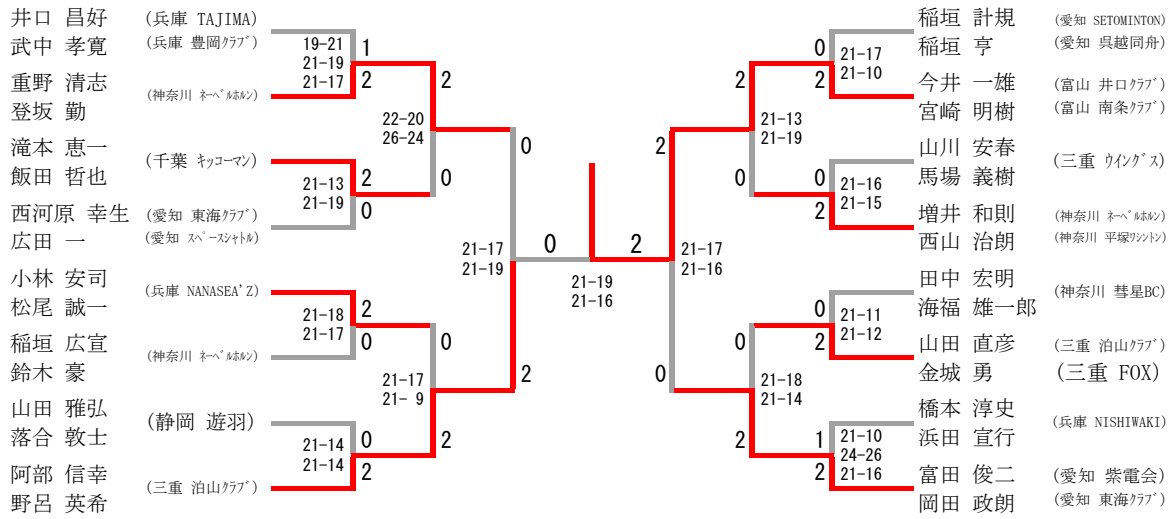 井口 昌好 (兵庫 TAJIMA)
武中 孝寛 (兵庫 豊岡クラブ)
重野 清志 (神奈川 ネーベルホルン)
登坂 勤
滝本 恵一 (千葉 キッコーマン)
飯田 哲也
西河原 幸生 (愛知 東海クラブ)
広田 一 (愛知 スペースシャトル)
小林 安司 (兵庫 NANASEA'Z)
松尾 誠一
稲垣 広宣 (神奈川 ネーベルホルン)
鈴木 豪
山田 雅弘 (静岡 遊羽)
落合 敦士
阿部 信幸 (三重 泊山クラブ)
野呂 英希
19-21
21-19
21-17
1
2
21-13
21-19
2
0
21-18
21-17
2
0
21-14
21-14
0
2
22-20
26-24
2
0
21-17
21- 9
0
2
21-17
21-19
0
2
0
2
21-19
21-16
21-17
21-16
2
0
21-13
21-19
2
0
21-18
21-14
0
2
0
2
21-17
21-10
0
2
21-16
21-15
0
2
21-11
21-12
1
2
21-10
24-26
21-16
稲垣 計規 (愛知 SETOMINTON)
稲垣 亨 (愛知 呉越同舟)
今井 一雄 (富山 井口クラブ)
宮崎 明樹 (富山 南条クラブ)
山川 安春 (三重 ウイングス)
馬場 義樹
増井 和則 (神奈川 ネーベルホルン)
西山 治朗 (神奈川 平塚ワシントン)
田中 宏明 (神奈川 彗星BC)
海福 雄一郎
山田 直彦 (三重 泊山クラブ)
金城 勇 (三重 FOX)
橋本 淳史 (兵庫 NISHIWAKI)
浜田 宣行
富田 俊二 (愛知 紫電会)
岡田 政朗 (愛知 東海クラブ)